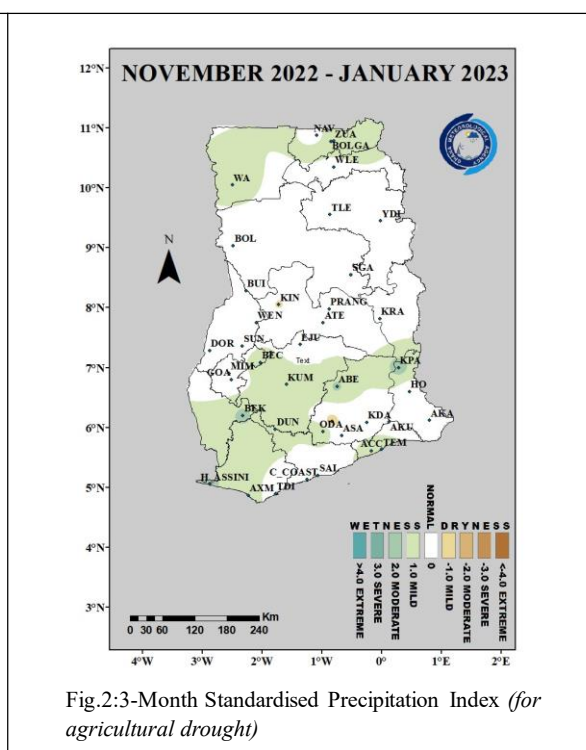 NOVEMBER 2022 - JANUARY 2023
12°N
11°N
10°N
9°N
8°N
7°N
6°N
5°N
4°N
3°N
N
NAV
ZUA
BOLGA
WLE
WA
TLE
YDI
BOL
SGA
BUI
KIN
PRANG
WEN
ATE
KRA
DOR
SUN
EJU
Text
BEC
KPA
GOA
MIM
KUM
ABE
HO
BEK
DUN
ODA
ASA
KDA
AKU
AKA
ACC
TEM
H_ASSINI
AXM
TDI
C_COAST
SAL
WETNESS
NORMAL
DRYNESS
>4.0 EXTREME
3.0 SEVERE
2.0 MODERATE
1.0 MILD
0
-1.0 MILD
-2.0 MODERATE
-3.0 SEVERE
<-4.0 EXTREME
Km
0 30 60 120 180 240
4°W 3°W 2°W 1°W 0° 1°E 2°E
Fig.2:3-Month Standardised Precipitation Index (for
agricultural drought)